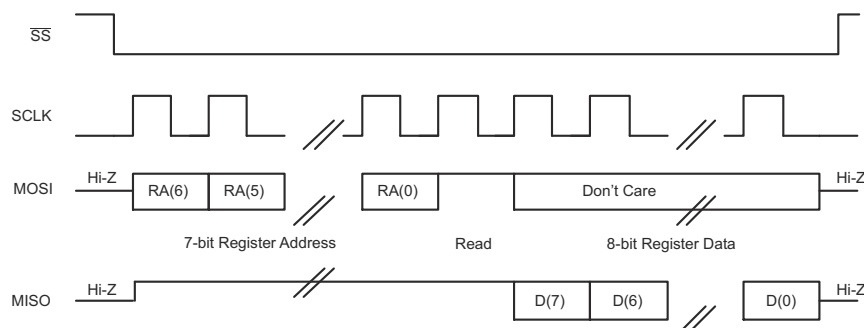 SS
SCLK
Hi-Z
MOSI
RA(6)
RA(5)
RA(0)
Don't Care
Hi-Z
7-bit Register Address
Read
8-bit Register Data
Hi-Z
MISO
D(7)
D(6)
D(0)
Hi-Z